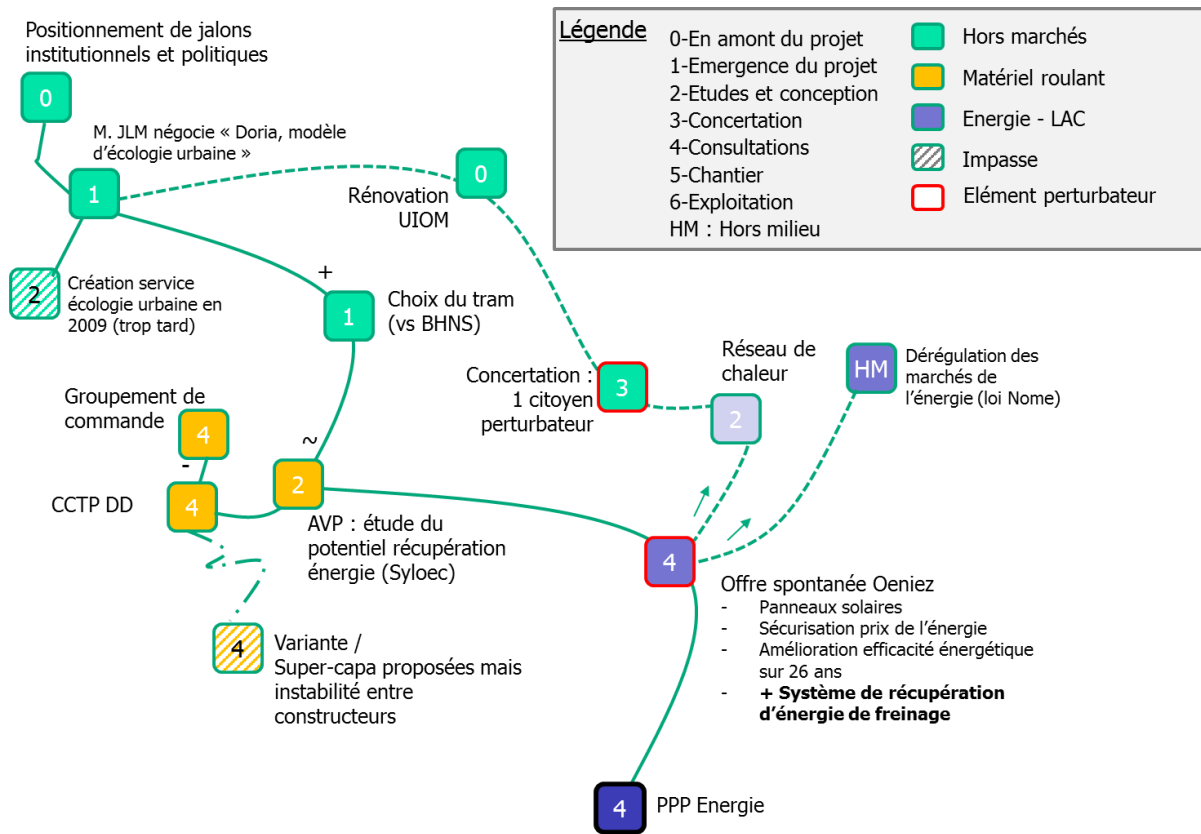 Positionnement de jalons
institutionnels et politiques
0
M. JLM négocie « Doria, modèle
d'écologie urbaine »
1
0
Rénovation
UIOM
2
Création service
écologie urbaine en
2009 (trop tard)
+
1
Choix du tram
(vs BHNS)
Légende
0-En amont du projet
1-Emergence du projet
2-Etudes et conception
3-Concertation
4-Consultations
5-Chantier
6-Exploitation
HM : Hors milieu
Hors marchés
Matériel roulant
Energie - LAC
Impasse
Elément perturbateur
Concertation :
1 citoyen
perturbateur
3
Réseau de
chaleur
2
HM
Dérégulation des
marchés de
l'énergie (loi Nome)
Groupement de
commande
4
-
CCTP DD
4
~
2
AVP : étude du
potentiel récupération
énergie (Syloec)
4
Offre spontanée Oeniez
- Panneaux solaires
- Sécurisation prix de l'énergie
- Amélioration efficacité énergétique
sur 26 ans
- + Système de récupération
d'énergie de freinage
4
Variante /
Super-capa proposées mais
instabilité entre
constructeurs
4
PPP Energie